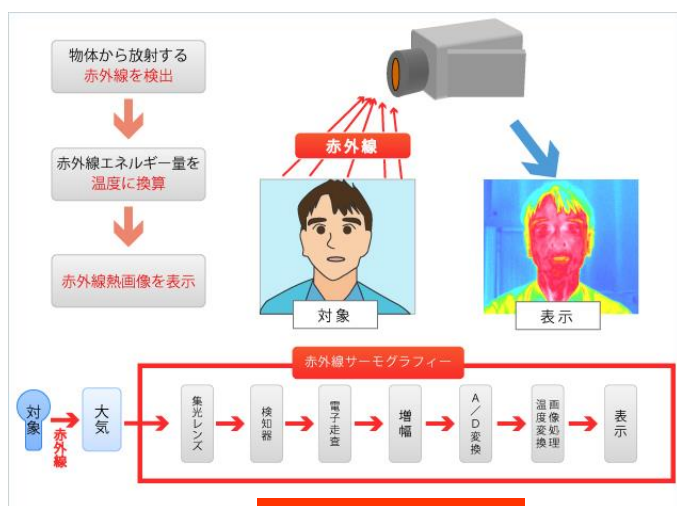 物体から放射する
赤外線を検出
赤外線エネルギー量を
温度に換算
赤外線熱画像を表示
赤外線
対象
表示
赤外線サーモグラフィー
対象
赤外線
大気
集光レンズ
検知器
電子走査
増幅
A/D変換
画像処理
温度変換
表示